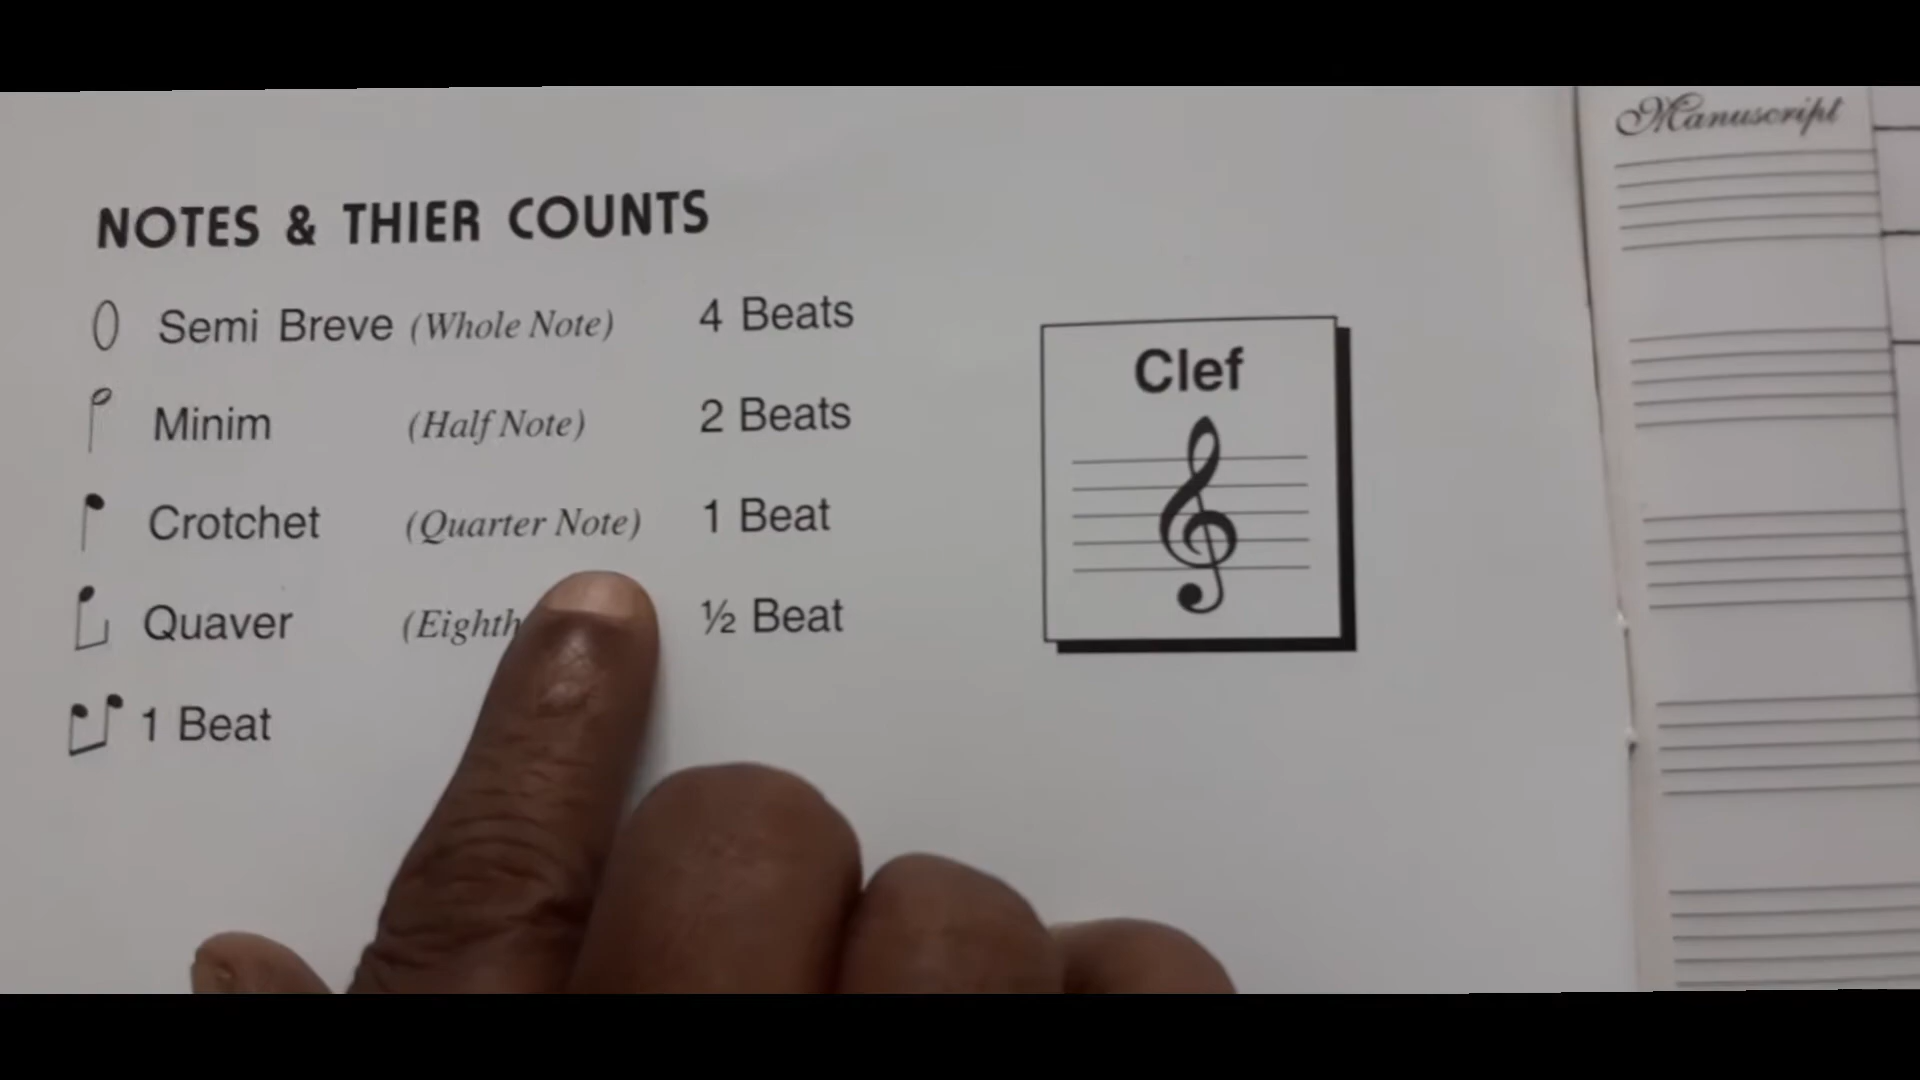 Manuscript
NOTES & THIER COUNTS
Semi Breve (Whole Note) 4 Beats
Minim (Half Note) 2 Beats
Crotchet (Quarter Note) 1 Beat
Quaver (Eighth ½ Beat
1 Beat
Clef